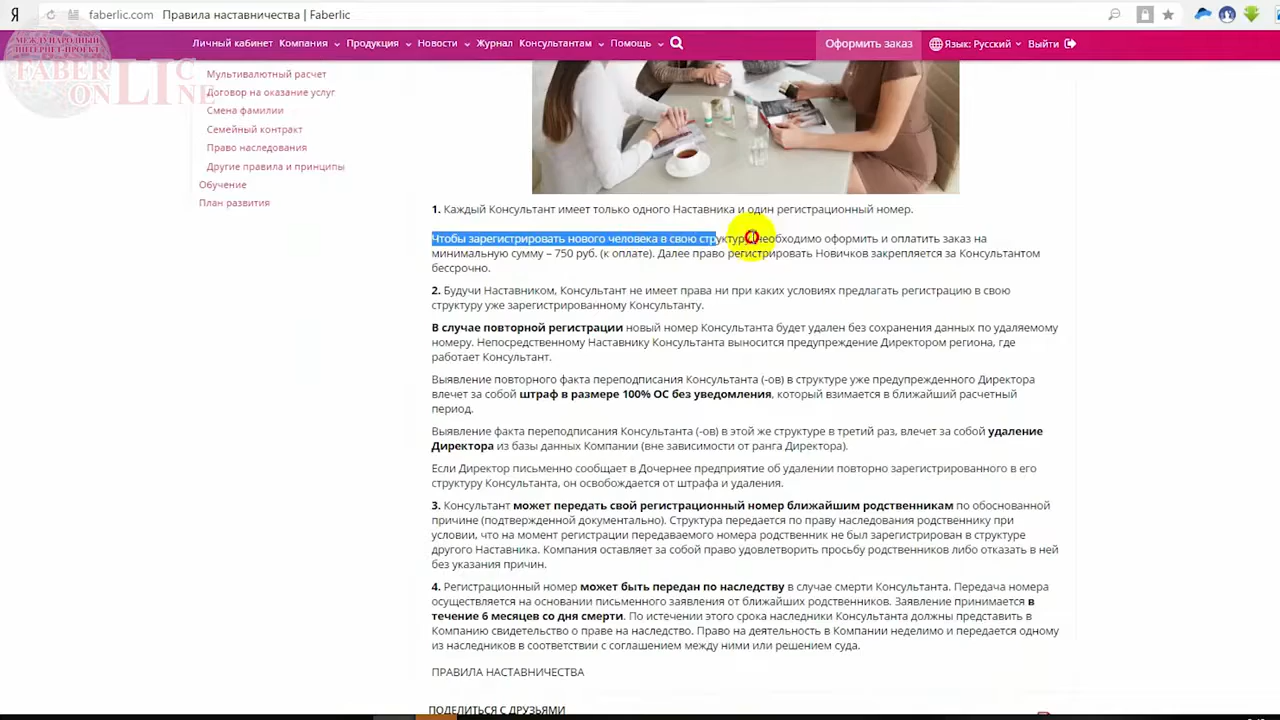 Я faberlic.com Правила наставничества | Faberlic
МЕЖДУНАРОДНЫЙ
ИНТЕРНЕТ-ПРОЕКТ
FABERLIC
ONLINE
Личный кабинет Компания Продукция Новости Журнал Консультантам Помощь Оформить заказ Язык: Русский Выйти
Мультивалютный расчет
Договор на оказание услуг
Смена фамилии
Семейный контракт
Право наследования
Другие правила и принципы
Обучение
План развития
1. Каждый Консультант имеет только одного Наставника и один регистрационный номер.
Чтобы зарегистрировать нового человека в свою структуру, необходимо оформить и оплатить заказ на
минимальную сумму – 750 руб. (к оплате). Далее право регистрировать Новичков закрепляется за Консультантом
бессрочно.
2. Будучи Наставником, Консультант не имеет права ни при каких условиях предлагать регистрацию в свою
структуру уже зарегистрированному Консультанту.
В случае повторной регистрации новый номер Консультанта будет удален без сохранения данных по удаляемому
номеру. Непосредственному Наставнику Консультанта выносится предупреждение Директором региона, где
работает Консультант.
Выявление повторного факта переподписания Консультанта (-ов) в структуре уже предупрежденного Директора
влечет за собой штраф в размере 100% ОС без уведомления, который взимается в ближайший расчетный
период.
Выявление факта переподписания Консультанта (-ов) в этой же структуре в третий раз, влечет за собой удаление
Директора из базы данных Компании (вне зависимости от ранга Директора).
Если Директор письменно сообщает в Дочернее предприятие об удалении повторно зарегистрированного в его
структуру Консультанта, он освобождается от штрафа и удаления.
3. Консультант может передать свой регистрационный номер ближайшим родственникам по обоснованной
причине (подтвержденной документально). Структура передается по праву наследования родственнику при
условии, что на момент регистрации передаваемого номера родственник не был зарегистрирован в структуре
другого Наставника. Компания оставляет за собой право удовлетворить просьбу родственников либо отказать в ней
без указания причин.
4. Регистрационный номер может быть передан по наследству в случае смерти Консультанта. Передача номера
осуществляется на основании письменного заявления от ближайших родственников. Заявление принимается в
течение 6 месяцев со дня смерти. По истечении этого срока наследники Консультанта должны представить в
Компанию свидетельство о праве на наследство. Право на деятельность в Компании неделимо и передается одному
из наследников в соответствии с соглашением между ними или решением суда.
ПРАВИЛА НАСТАВНИЧЕСТВА
ПОДЕЛИТЬСЯ С ДРУЗЬЯМИ